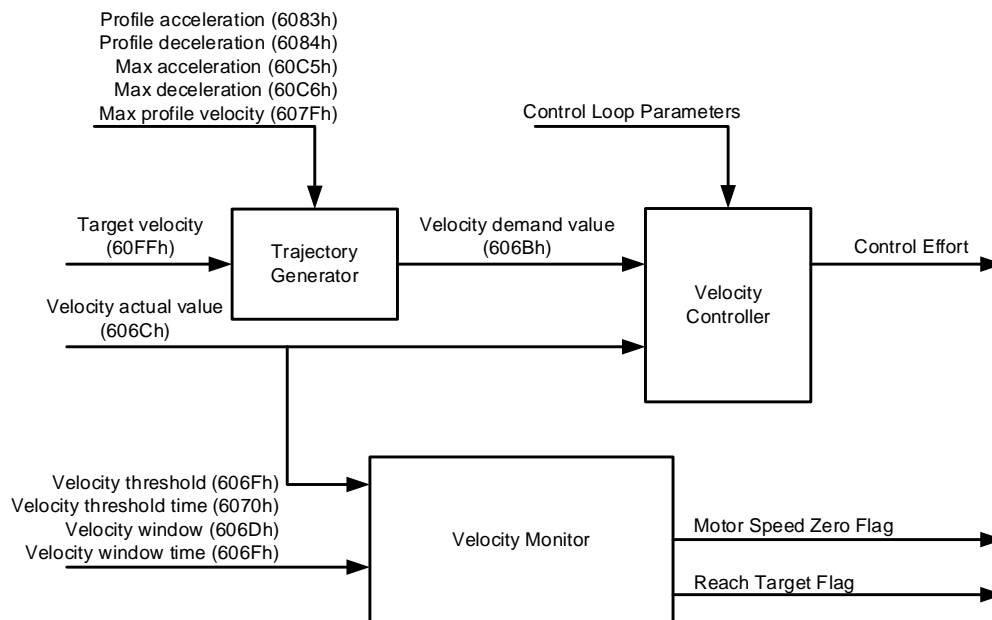 Profile acceleration (6083h)
Profile deceleration (6084h)
Max acceleration (60C5h)
Max deceleration (60C6h)
Max profile velocity (607Fh)
Control Loop Parameters
Target velocity
(60FFh)
Trajectory
Generator
Velocity demand value
(606Bh)
Control Effort
Velocity
Controller
Velocity actual value
(606Ch)
Velocity threshold (606Fh)
Velocity threshold time (6070h)
Velocity window (606Dh)
Velocity window time (606Fh)
Velocity Monitor
Motor Speed Zero Flag
Reach Target Flag